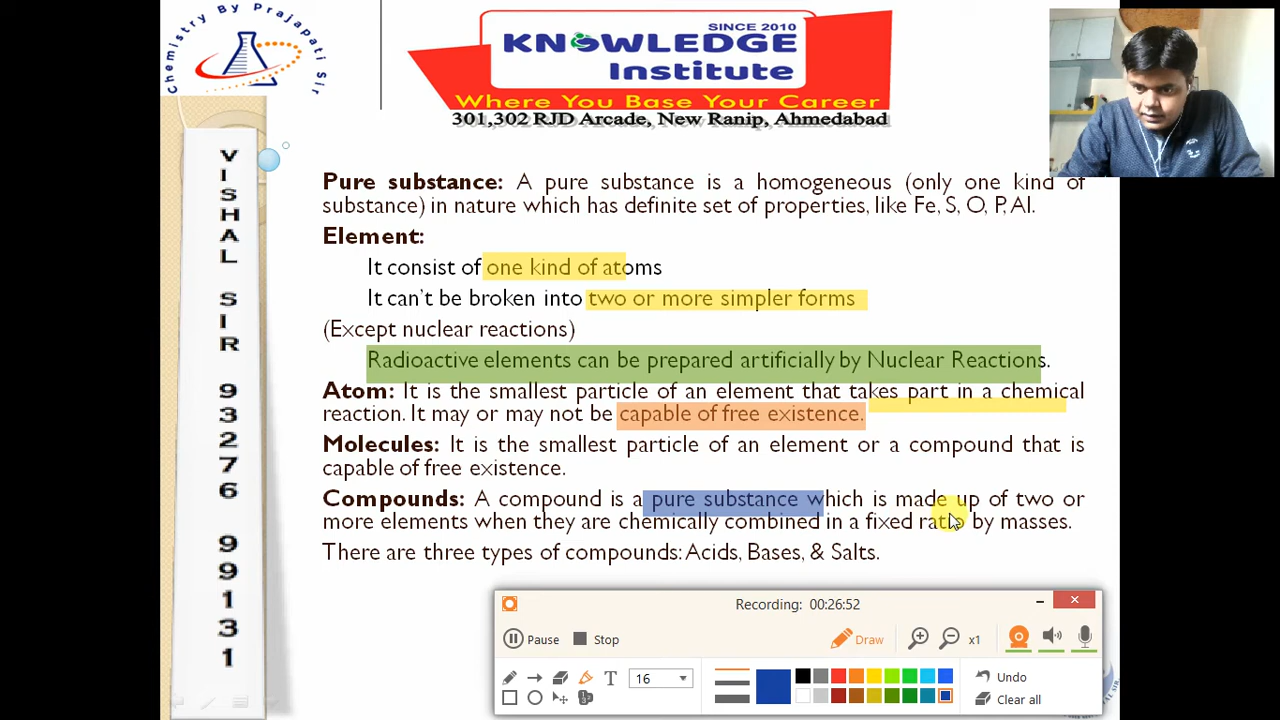 Chemistry By Prajapati Sir
SINCE 2010
KNOWLEDGE
Institute
Where You Base Your Career
301,302 RJD Arcade, New Ranip, Ahmedabad
VISHAL SIR 93276 99131
Pure substance: A pure substance is a homogeneous (only one kind of
substance) in nature which has definite set of properties, like Fe, S, O, P, Al.
Element:
It consist of one kind of atoms
It can't be broken into two or more simpler forms
(Except nuclear reactions)
Radioactive elements can be prepared artificially by Nuclear Reactions.
Atom: It is the smallest particle of an element that takes part in a chemical
reaction. It may or may not be capable of free existence.
Molecules: It is the smallest particle of an element or a compound that is
capable of free existence.
Compounds: A compound is a pure substance which is made up of two or
more elements when they are chemically combined in a fixed ratio by masses.
There are three types of compounds: Acids, Bases, & Salts.
Recording: 00:26:52
Pause Stop Draw x1
T 16 Undo
Clear all